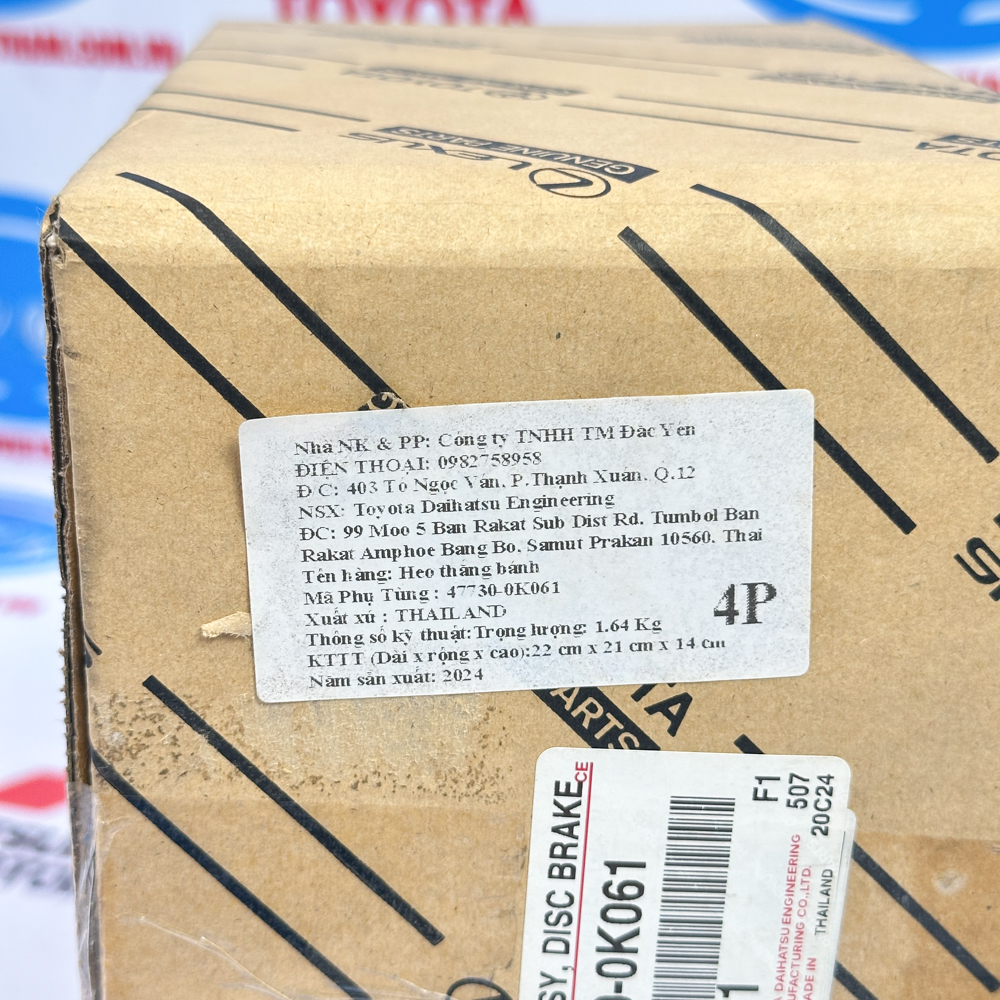 TOYOTA
LEXUS
GENUINE PARTS
Nhà NK & PP: Công ty TNHH TM Đắc Yến
ĐIỆN THOẠI: 0982758958
Đ/C: 403 Tô Ngọc Vân, P.Thạnh Xuân, Q.12
NSX: Toyota Daihatsu Engineering
ĐC: 99 Moo 5 Ban Rakat Sub Dist Rd. Tumbol Ban
Rakat Amphoe Bang Bo. Samut Prakan 10560. Thai
Tên hàng: Heo thắng bánh
Mã Phụ Tùng : 47730-0K061
Xuất xứ : THAILAND
4P
Thông số kỹ thuật:Trọng lượng: 1.64 Kg
KTTT (Dài x rộng x cao):22 cm x 21 cm x 14 cm
Năm sản xuất: 2024
TA
ARTS
SY, DISC BRAKE
CE
-0K061
1
F1
507
20C24
DAIHATSU ENGINEERING
UFACTURING CO.,LTD.
ADE IN
THAILAND